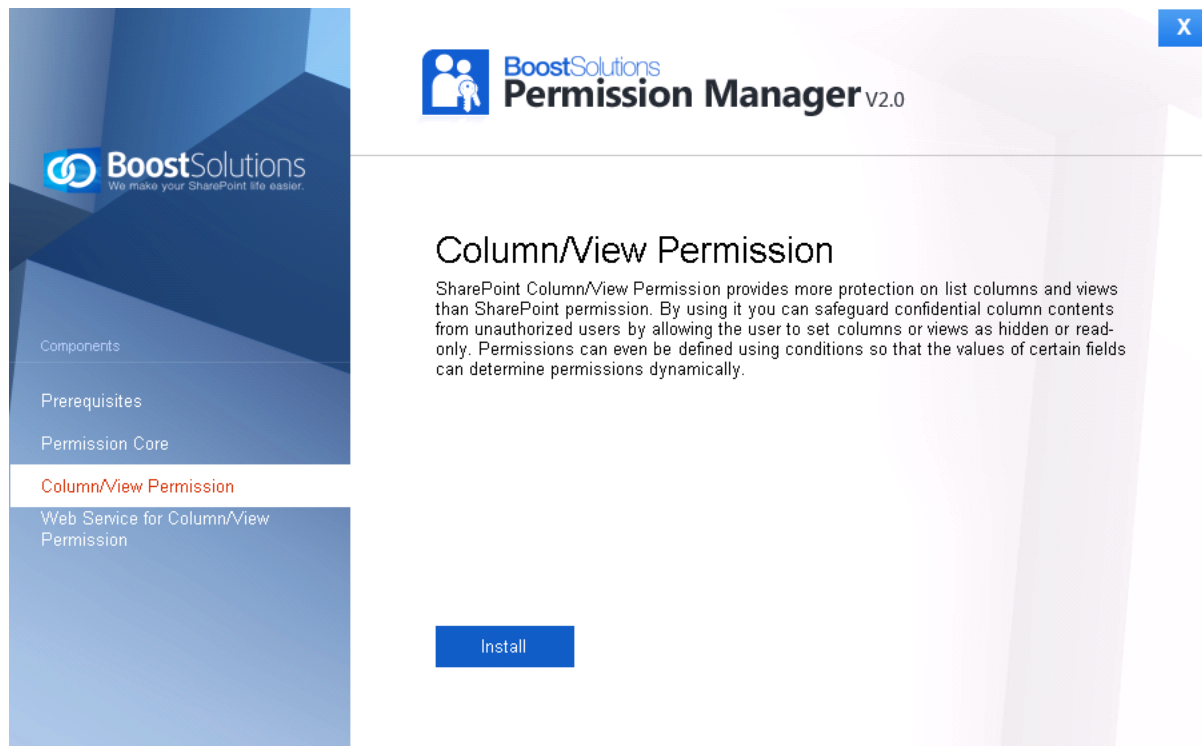 X
BoostSolutions
Permission Manager V2.0
BoostSolutions
We make your SharePoint life easier.
Components
Prerequisites
Permission Core
Column/View Permission
Web Service for Column/View
Permission
Column/View Permission
SharePoint Column/View Permission provides more protection on list columns and views
than SharePoint permission. By using it you can safeguard confidential column contents
from unauthorized users by allowing the user to set columns or views as hidden or read-
only. Permissions can even be defined using conditions so that the values of certain fields
can determine permissions dynamically.
Install